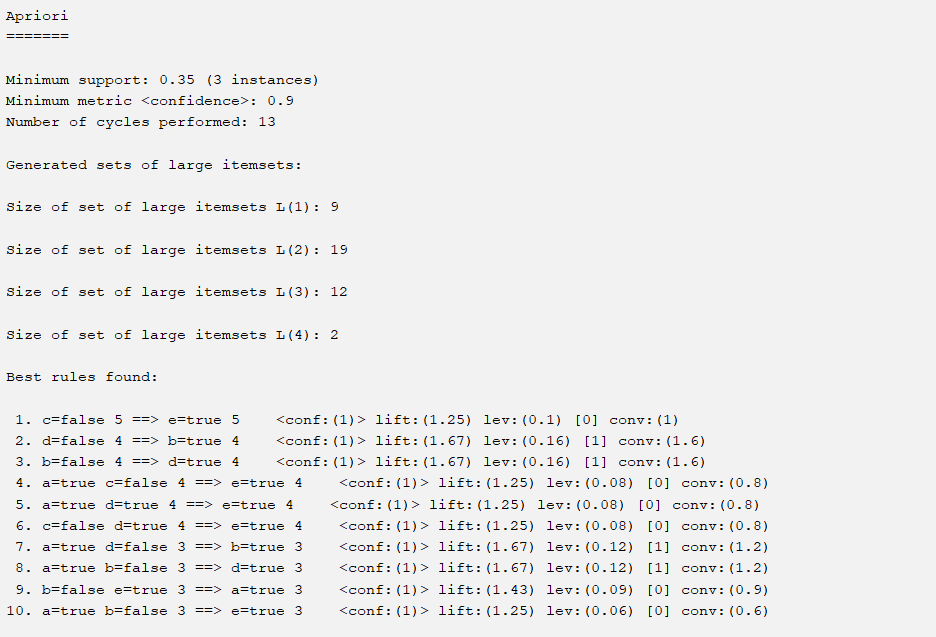 Apriori
=======
Minimum support: 0.35 (3 instances)
Minimum metric <confidence>: 0.9
Number of cycles performed: 13
Generated sets of large itemsets:
Size of set of large itemsets L(1): 9
Size of set of large itemsets L(2): 19
Size of set of large itemsets L(3): 12
Size of set of large itemsets L(4): 2
Best rules found:
1. c=false 5 ==> e=true 5    <conf:(1)> lift:(1.25) lev:(0.1) [0] conv:(1)
2. d=false 4 ==> b=true 4    <conf:(1)> lift:(1.67) lev:(0.16) [1] conv:(1.6)
3. b=false 4 ==> d=true 4    <conf:(1)> lift:(1.67) lev:(0.16) [1] conv:(1.6)
4. a=true c=false 4 ==> e=true 4    <conf:(1)> lift:(1.25) lev:(0.08) [0] conv:(0.8)
5. a=true d=true 4 ==> e=true 4    <conf:(1)> lift:(1.25) lev:(0.08) [0] conv:(0.8)
6. c=false d=true 4 ==> e=true 4    <conf:(1)> lift:(1.25) lev:(0.08) [0] conv:(0.8)
7. a=true d=false 3 ==> b=true 3    <conf:(1)> lift:(1.67) lev:(0.12) [1] conv:(1.2)
8. a=true b=false 3 ==> d=true 3    <conf:(1)> lift:(1.67) lev:(0.12) [1] conv:(1.2)
9. b=false e=true 3 ==> a=true 3    <conf:(1)> lift:(1.43) lev:(0.09) [0] conv:(0.9)
10. a=true b=false 3 ==> e=true 3    <conf:(1)> lift:(1.25) lev:(0.06) [0] conv:(0.6)